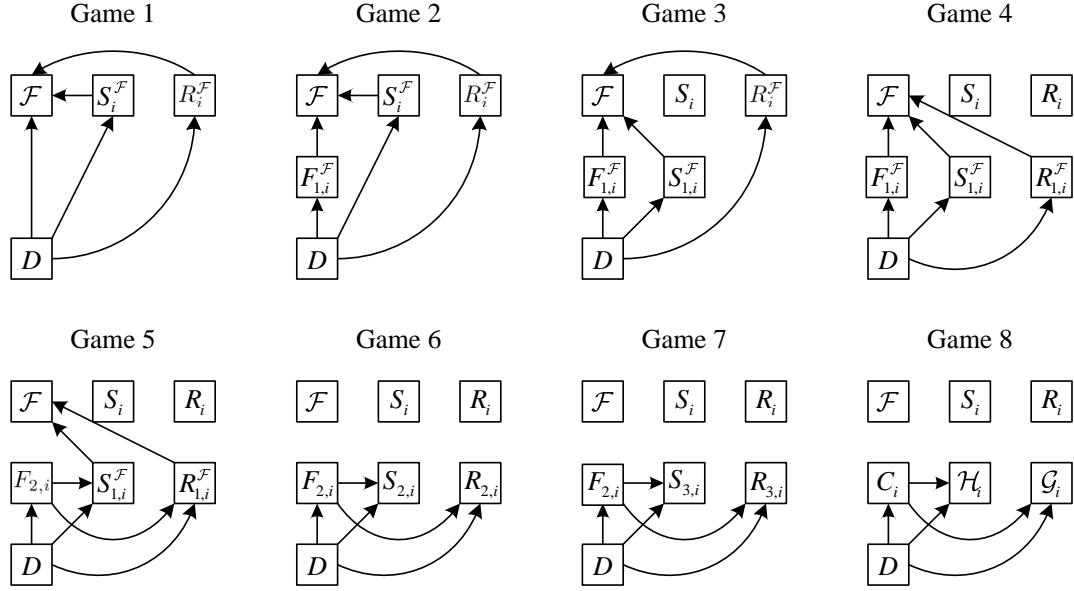 Game 1 Game 2 Game 3 Game 4
ℱ S_i^ℱ R_i^ℱ ℱ S_i^ℱ R_i^ℱ ℱ S_i R_i^ℱ ℱ S_i R_i
F_{1,i}^ℱ F_{1,i}^ℱ S_{1,i}^ℱ F_{1,i}^ℱ S_{1,i}^ℱ R_{1,i}^ℱ
D D D D
Game 5 Game 6 Game 7 Game 8
ℱ S_i R_i ℱ S_i R_i ℱ S_i R_i ℱ S_i R_i
F_{2,i} S_{1,i}^ℱ R_{1,i}^ℱ F_{2,i} S_{2,i} R_{2,i} F_{2,i} S_{3,i} R_{3,i} C_i ℋ_i 𝒢_i
D D D D